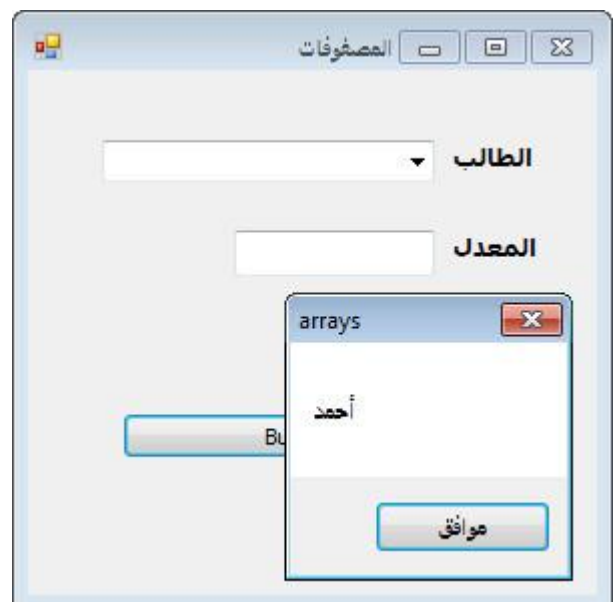 المصفوفات
الطالب
المعدل
arrays
أحمد
Bu
موافق